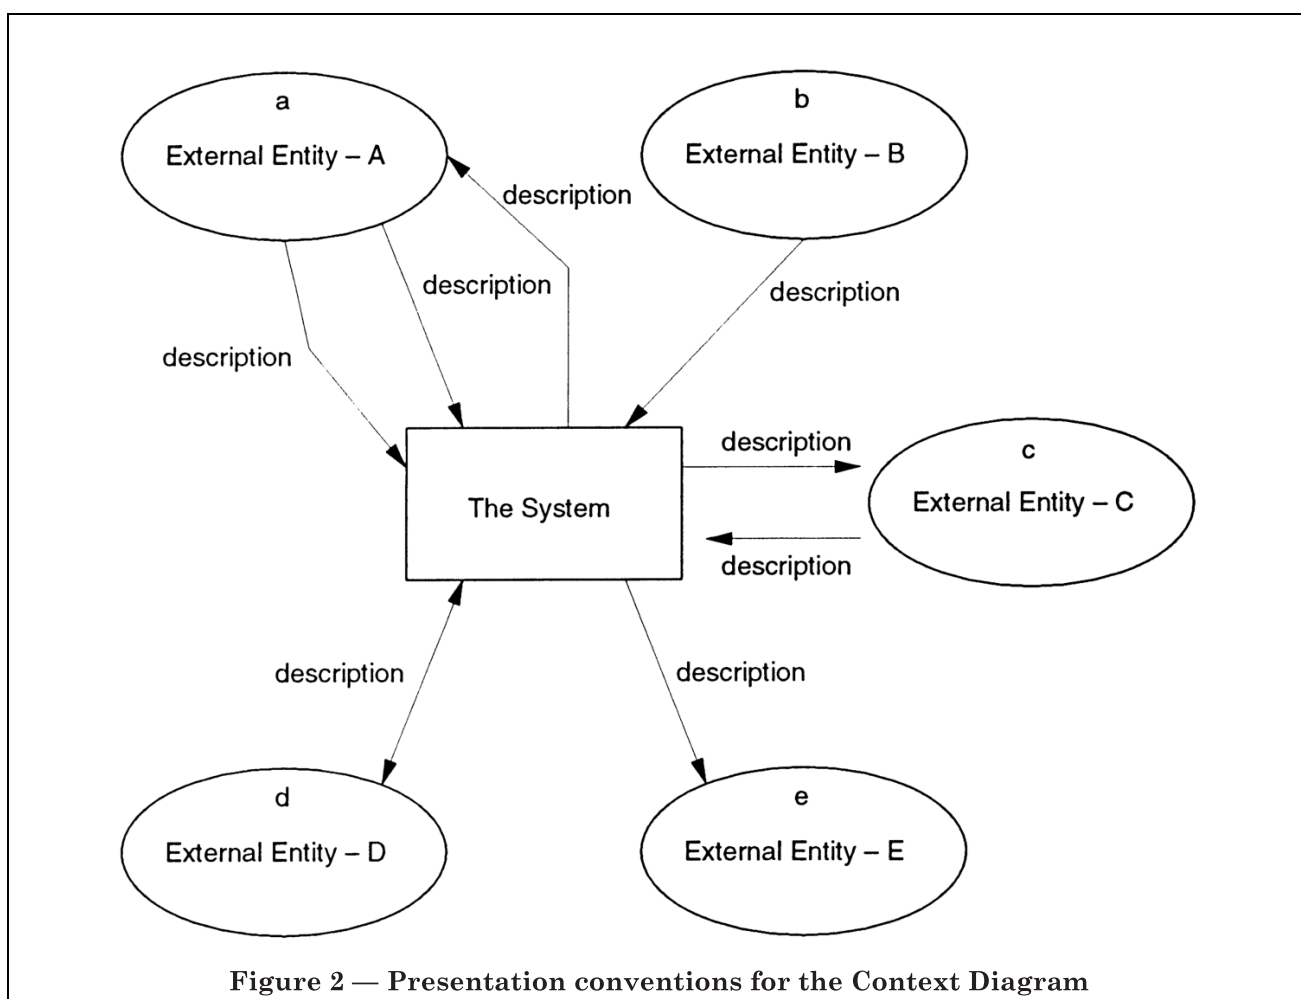 a
External Entity – A
b
External Entity – B
description
description
description
description
description
c
External Entity – C
The System
description
description
description
d
External Entity – D
e
External Entity – E
Figure 2 — Presentation conventions for the Context Diagram